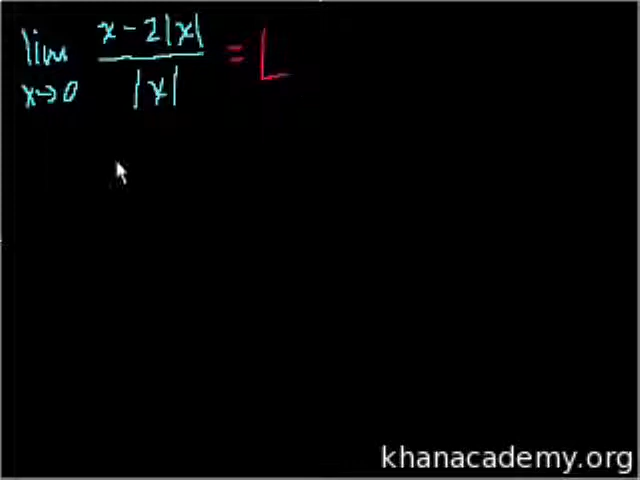 lim x→0 x - 2|x| / |x| = L
khanacademy.org